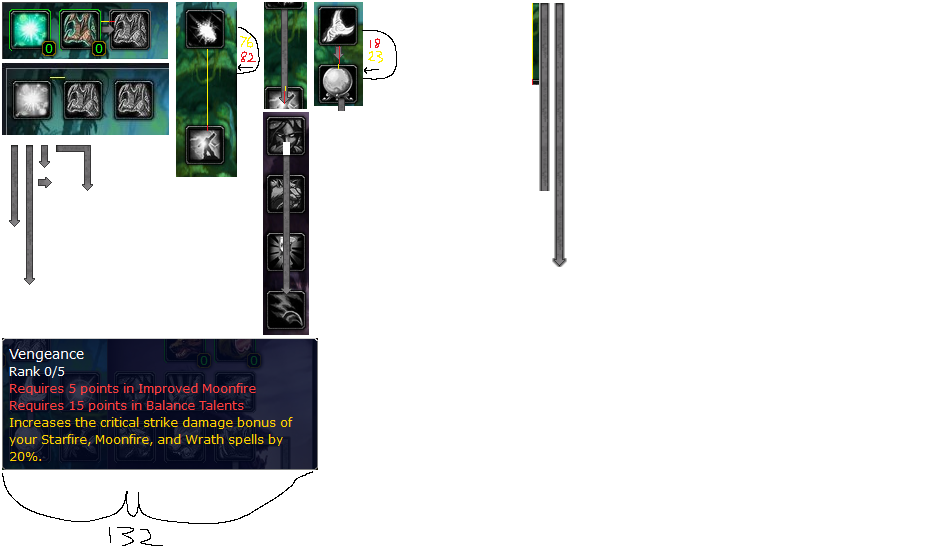 0 0
78
82
18
23
0 0
Vengeance
Rank 0/5
Requires 5 points in Improved Moonfire
Requires 15 points in Balance Talents
Increases the critical strike damage bonus of
your Starfire, Moonfire, and Wrath spells by
20%.
132